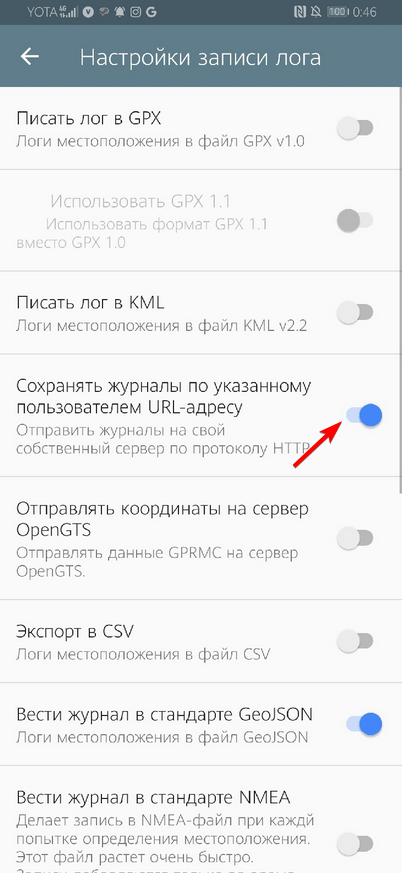 YOTA 4G 100 0:46
Настройки записи лога
Писать лог в GPX
Логи местоположения в файл GPX v1.0
Использовать GPX 1.1
Использовать формат GPX 1.1
вместо GPX 1.0
Писать лог в KML
Логи местоположения в файл KML v2.2
Сохранять журналы по указанному
пользователем URL-адресу
Отправить журналы на свой
собственный сервер по протоколу HTTP
Отправлять координаты на сервер
OpenGTS
Отправлять данные GPRMC на сервер
OpenGTS.
Экспорт в CSV
Логи местоположения в файл CSV
Вести журнал в стандарте GeoJSON
Логи местоположения в файл GeoJSON
Вести журнал в стандарте NMEA
Делает запись в NMEA-файл при каждй
попытке определения местоположения.
Этот файл растет очень быстро.